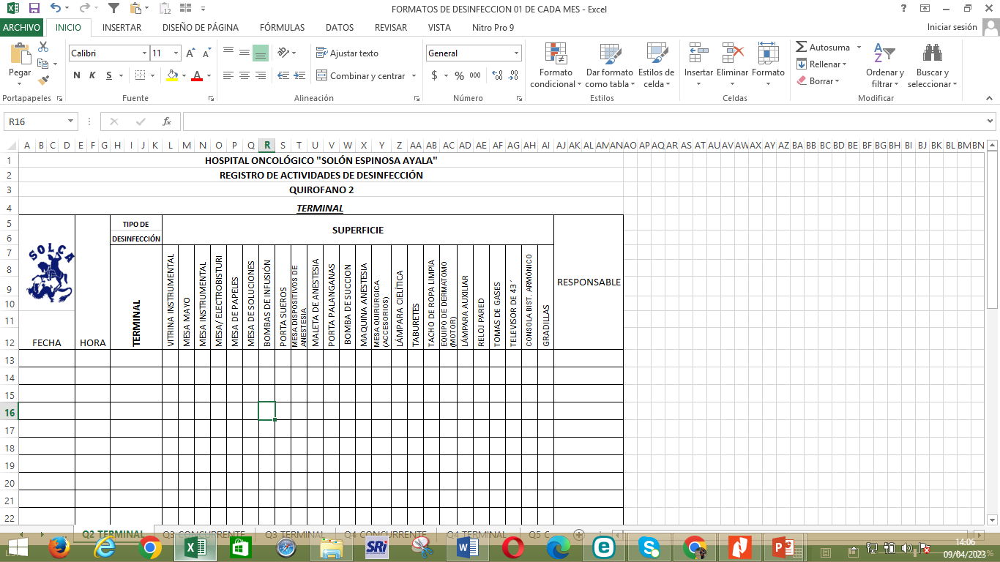 FORMATOS DE DESINFECCION 01 DE CADA MES - Excel
ARCHIVO INICIO INSERTAR DISEÑO DE PÁGINA FÓRMULAS DATOS REVISAR VISTA Nitro Pro 9 Iniciar sesión
Calibri 11 Ajustar texto General Autosuma
Pegar N K S Combinar y centrar $ % 000 Formato condicional Dar formato como tabla Estilos de celda Insertar Eliminar Formato Rellenar Borrar Ordenar y filtrar Buscar y seleccionar
Portapapeles Fuente Alineación Número Estilos Celdas Modificar
R16 fx
A B C D E F G H I J K L M N O P Q R S T U V W X Y Z AA AB AC AD AE AF AG AH AI AJ AK AL AM AN AO AP AQ AR AS AT AU AV AW AX AY AZ BA BB BC BD BE BF BG BH BI BJ BK BL BM BN
1 HOSPITAL ONCOLÓGICO "SOLÓN ESPINOSA AYALA"
2 REGISTRO DE ACTIVIDADES DE DESINFECCIÓN
3 QUIROFANO 2
4 TERMINAL
5 TIPO DE
6 DESINFECCIÓN
SUPERFICIE
7
8
9
10
11
12
SOLCA
FECHA
HORA
TERMINAL
VITRINA INSTRUMENTAL
MESA MAYO
MESA INSTRUMENTAL
MESA/ ELECTROBISTURI
MESA DE PAPELES
MESA DE SOLUCIONES
BOMBAS DE INFUSIÓN
PORTA SUEROS
MESA DISPOSITIVOS DE
ANESTESIA
MALETA DE ANESTESIA
PORTA PALANGANAS
BOMBA DE SUCCION
MAQUINA ANESTESIA
MESA QUIRÚRGICA
(ACCESORIOS)
LÁMPARA CIELÍTICA
TABURETES
TACHO DE ROPA LIMPIA
EQUIPO DE DERMATOMO
(MOTOR)
LÁMPARA AUXILIAR
RELOJ PARED
TOMAS DE GASES
TELEVISOR DE 43 ´
CONSOLA BIST. ARMÓNICO
GRADILLAS
RESPONSABLE
13
14
15
16
17
18
19
20
21
22
Q2 TERMINAL Q3 CONCURRENTE Q3 TERMINAL Q4 CONCURRENTE Q4 TERMINAL Q5 C
SRi
14:06
09/04/2023